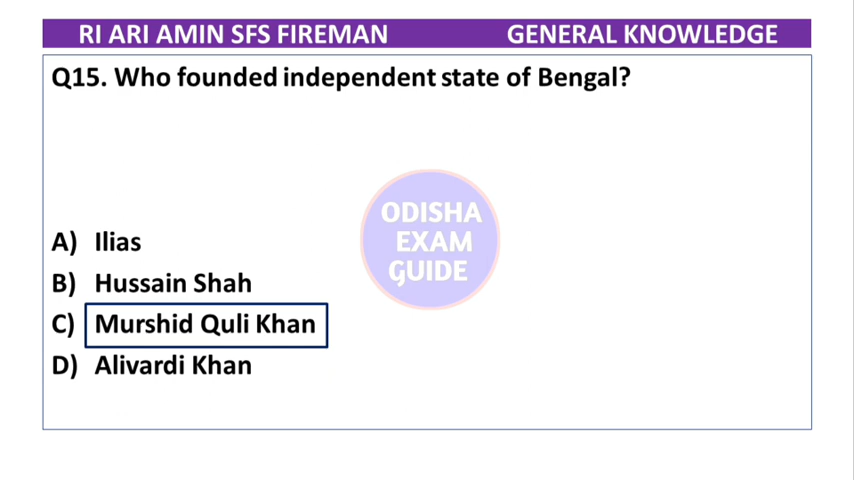 RI ARI AMIN SFS FIREMAN GENERAL KNOWLEDGE
Q15. Who founded independent state of Bengal?
ODISHA
EXAM
GUIDE
A) Ilias
B) Hussain Shah
C) Murshid Quli Khan
D) Alivardi Khan